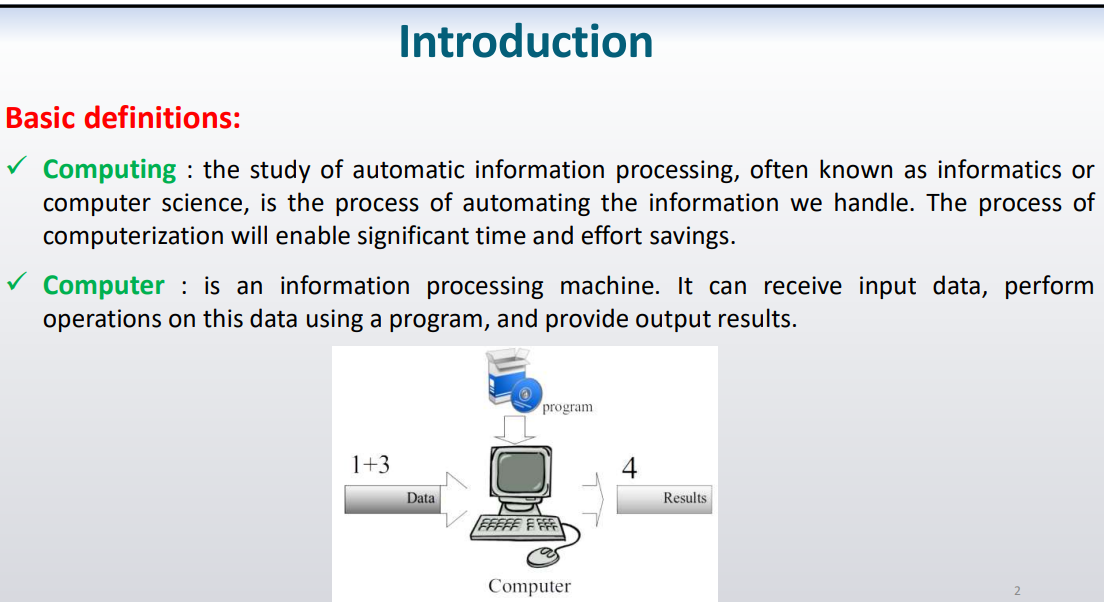 Introduction
Basic definitions:
✓ Computing : the study of automatic information processing, often known as informatics or
computer science, is the process of automating the information we handle. The process of
computerization will enable significant time and effort savings.
✓ Computer : is an information processing machine. It can receive input data, perform
operations on this data using a program, and provide output results.
program
1+3
4
Data
Results
Computer
2